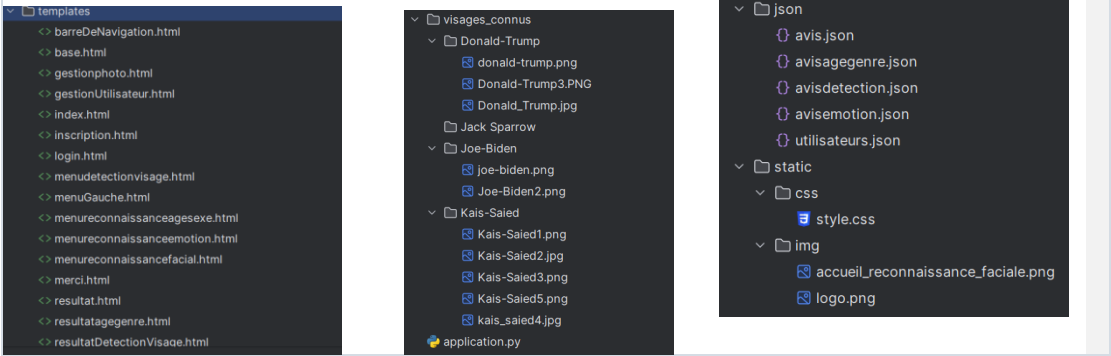 templates
barreDeNavigation.html
base.html
gestionphoto.html
gestionUtilisateur.html
index.html
inscription.html
login.html
menudetectionvisage.html
menuGauche.html
menureconnaissanceagesexe.html
menureconnaissanceemotion.html
menureconnaissancefacial.html
merci.html
resultat.html
resultatagegenre.html
resultatDetectionVisage.html
visages_connus
Donald-Trump
donald-trump.png
Donald-Trump3.PNG
Donald_Trump.jpg
Jack Sparrow
Joe-Biden
joe-biden.png
Joe-Biden2.png
Kais-Saied
Kais-Saied1.png
Kais-Saied2.jpg
Kais-Saied3.png
Kais-Saied5.png
kais_saied4.jpg
application.py
json
avis.json
avisagegenre.json
avisdetection.json
avisemotion.json
utilisateurs.json
static
css
style.css
img
accueil_reconnaissance_faciale.png
logo.png